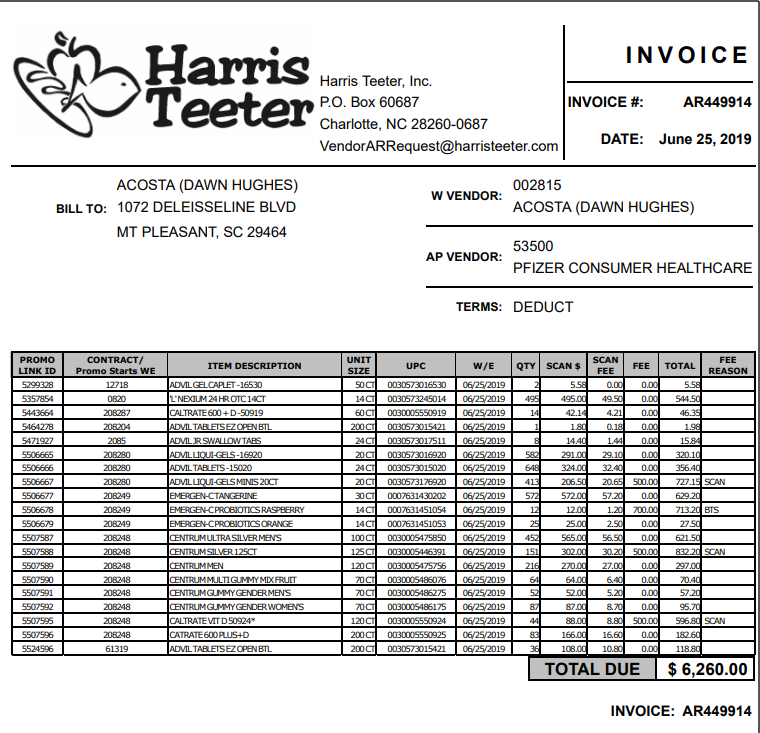 Harris
Teeter
Harris Teeter, Inc.
P.O. Box 60687
Charlotte, NC 28260-0687
VendorARRequest@harristeeter.com
INVOICE
INVOICE #: AR449914
DATE: June 25, 2019
BILL TO:
ACOSTA (DAWN HUGHES)
1072 DELEISSELINE BLVD
MT PLEASANT, SC 29464
W VENDOR:
002815
ACOSTA (DAWN HUGHES)
AP VENDOR:
53500
PFIZER CONSUMER HEALTHCARE
TERMS: DEDUCT
PROMO LINK ID CONTRACT/ Promo Starts WE ITEM DESCRIPTION UNIT SIZE UPC W/E QTY SCAN $ SCAN FEE FEE TOTAL FEE REASON
5299328 12718 ADVIL GEL CAPLET -16530 50 CT 0030573016530 06/25/2019 2 5.58 0.00 0.00 5.58
5357854 0820 'L' NEXIUM 24 HR OTC 14CT 14 CT 0030573245014 06/25/2019 495 495.00 49.50 0.00 544.50
5443664 208287 CALTRATE 600 + D -50919 60 CT 0030005550919 06/25/2019 14 42.14 4.21 0.00 46.35
5464278 208204 ADVIL TABLETS EZ OPEN BTL 200 CT 0030573015421 06/25/2019 1 1.80 0.18 0.00 1.98
5471927 2085 ADVIL JR SWALLOW TABS 24 CT 0030573017511 06/25/2019 8 14.40 1.44 0.00 15.84
5506665 208280 ADVIL LIQUI-GELS -16920 20 CT 0030573016920 06/25/2019 582 291.00 29.10 0.00 320.10
5506666 208280 ADVIL TABLETS -15020 24 CT 0030573015020 06/25/2019 648 324.00 32.40 0.00 356.40
5506667 208280 ADVIL LIQUI-GELS MINIS 20CT 20 CT 0030573176920 06/25/2019 413 206.50 20.65 500.00 727.15 SCAN
5506677 208249 EMERGEN-C TANGERINE 30 CT 0007631430202 06/25/2019 572 572.00 57.20 0.00 629.20
5506678 208249 EMERGEN-C PROBIOTICS RASPBERRY 14 CT 0007631451054 06/25/2019 12 12.00 1.20 700.00 713.20 BTS
5506679 208249 EMERGEN-C PROBIOTICS ORANGE 14 CT 0007631451053 06/25/2019 25 25.00 2.50 0.00 27.50
5507587 208248 CENTRUM ULTRA SILVER MEN'S 100 CT 0030005475850 06/25/2019 452 565.00 56.50 0.00 621.50
5507588 208248 CENTRUM SILVER 125CT 125 CT 0030005446391 06/25/2019 151 302.00 30.20 500.00 832.20 SCAN
5507589 208248 CENTRUM MEN 120 CT 0030005475756 06/25/2019 216 270.00 27.00 0.00 297.00
5507590 208248 CENTRUM MULTI GUMMY MIX FRUIT 70 CT 0030005486076 06/25/2019 64 64.00 6.40 0.00 70.40
5507591 208248 CENTRUM GUMMY GENDER MEN'S 70 CT 0030005486275 06/25/2019 52 52.00 5.20 0.00 57.20
5507592 208248 CENTRUM GUMMY GENDER WOMEN'S 70 CT 0030005486175 06/25/2019 87 87.00 8.70 0.00 95.70
5507595 208248 CALTRATE VIT D 50924* 120 CT 0030005550924 06/25/2019 44 88.00 8.80 500.00 596.80 SCAN
5507596 208248 CATRATE 600 PLUS+D 200 CT 0030005550925 06/25/2019 83 166.00 16.60 0.00 182.60
5524596 61319 ADVIL TABLETS EZ OPEN BTL 200 CT 0030573015421 06/25/2019 36 108.00 10.80 0.00 118.80
TOTAL DUE $ 6,260.00
INVOICE: AR449914